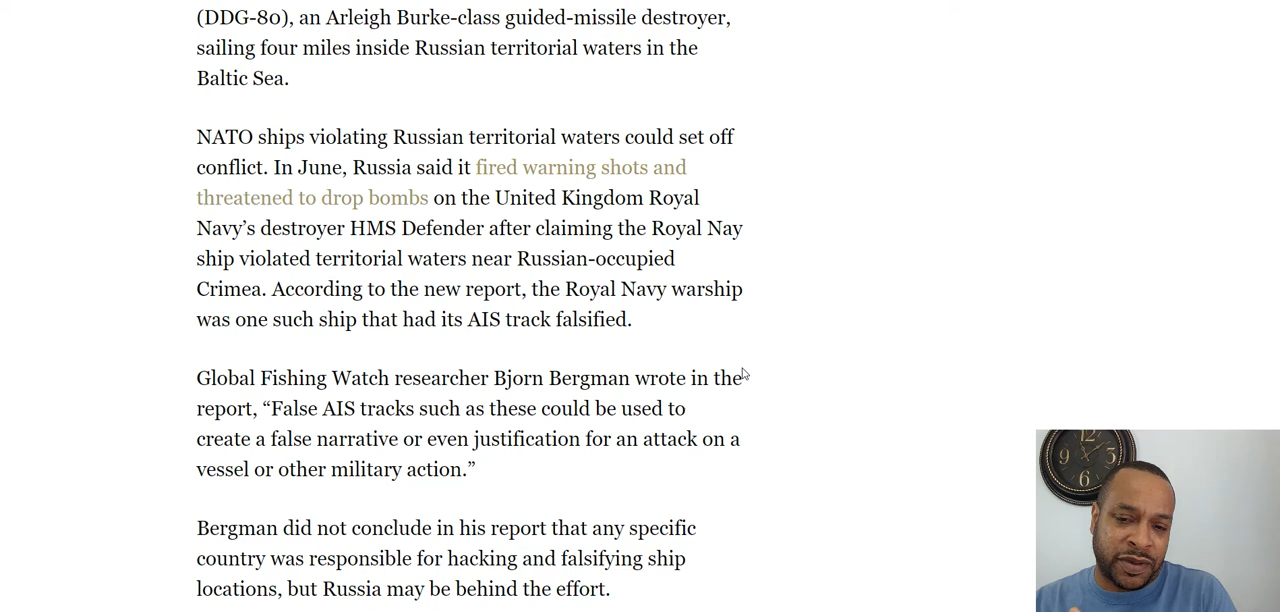 (DDG-80), an Arleigh Burke-class guided-missile destroyer,
sailing four miles inside Russian territorial waters in the
Baltic Sea.
NATO ships violating Russian territorial waters could set off
conflict. In June, Russia said it fired warning shots and
threatened to drop bombs on the United Kingdom Royal
Navy’s destroyer HMS Defender after claiming the Royal Nay
ship violated territorial waters near Russian-occupied
Crimea. According to the new report, the Royal Navy warship
was one such ship that had its AIS track falsified.
Global Fishing Watch researcher Bjorn Bergman wrote in the
report, “False AIS tracks such as these could be used to
create a false narrative or even justification for an attack on a
vessel or other military action.”
Bergman did not conclude in his report that any specific
country was responsible for hacking and falsifying ship
locations, but Russia may be behind the effort.
12
9 3
6